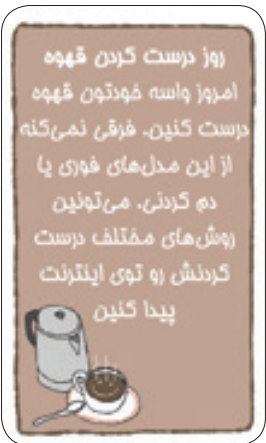 روز درست کردن قهوه
امروز واسه خودتون قهوه
درست کنین. فرقی نمی‌کنه
از این مدل‌های فوری یا
دم کردنی. می‌تونین
روش‌های مختلف درست
کردنش رو توی اینترنت
پیدا کنین